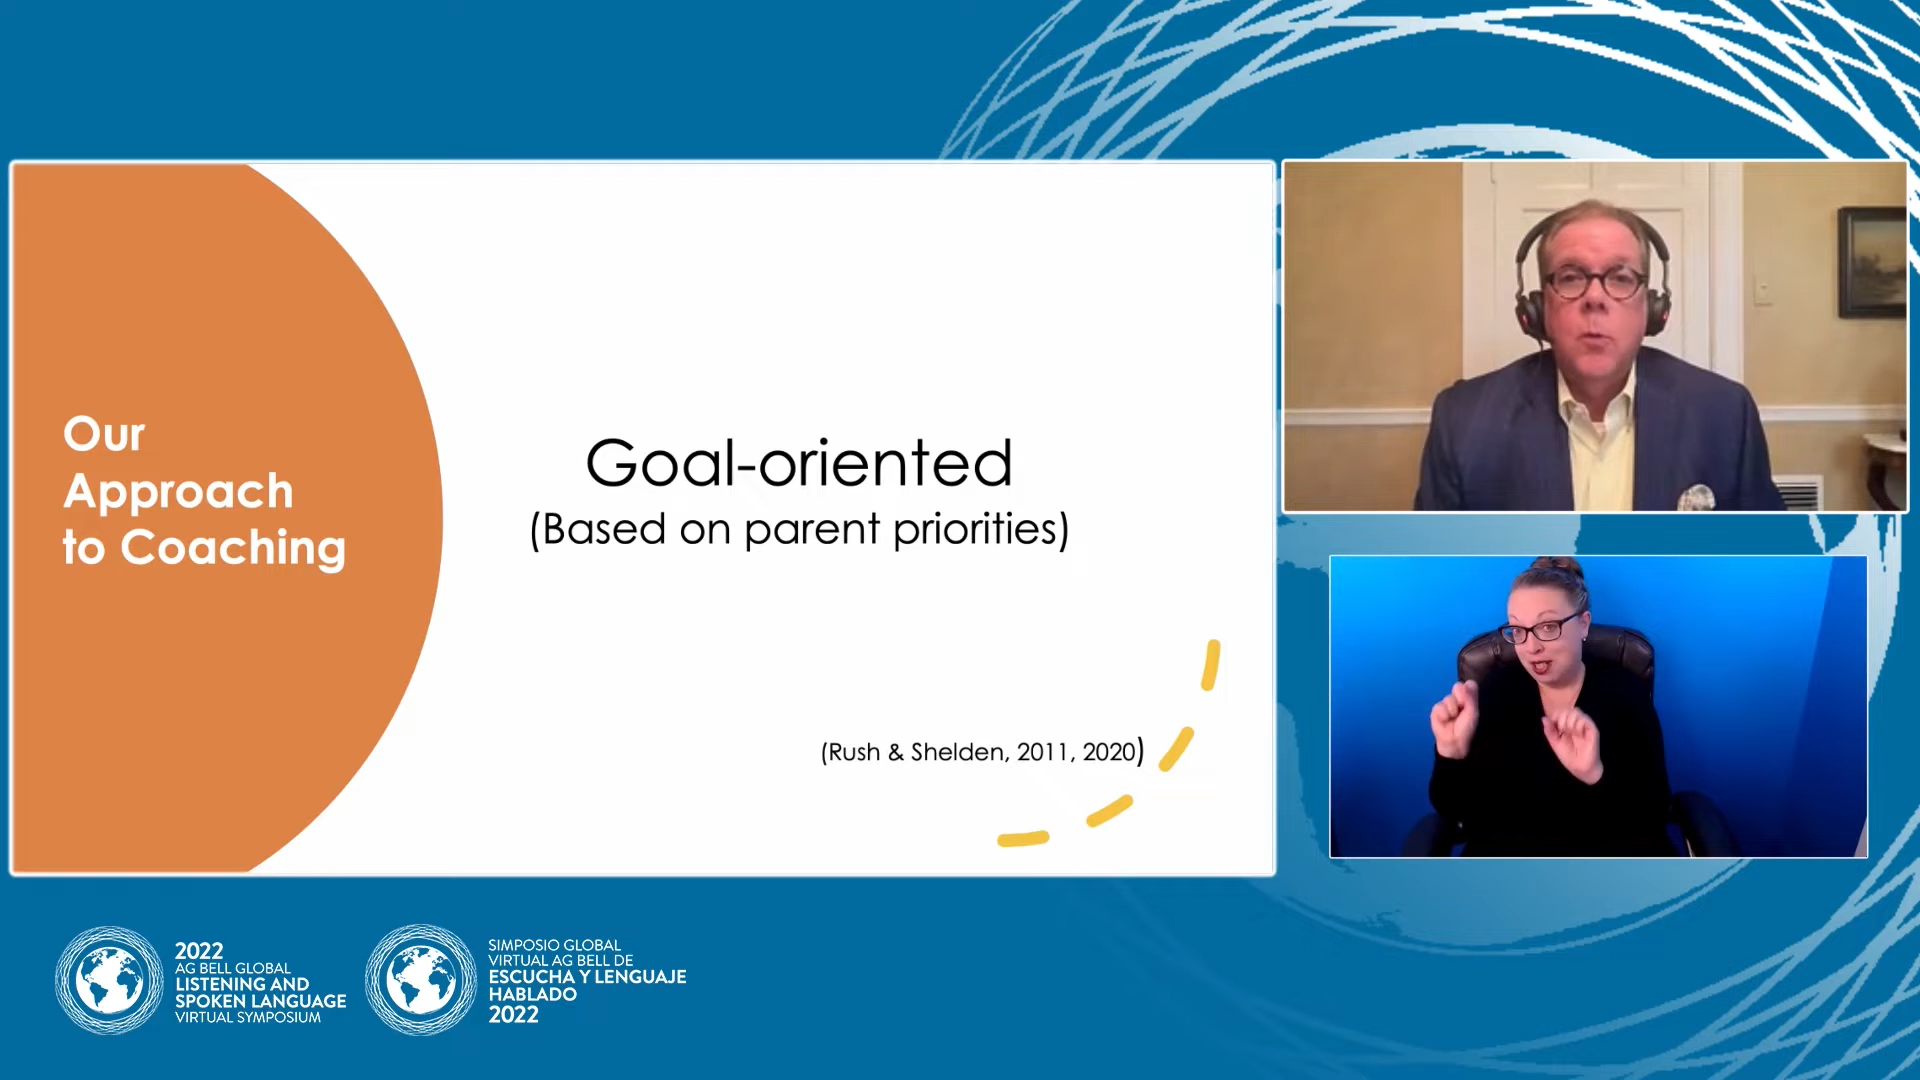 Our
Approach
to Coaching
Goal-oriented
(Based on parent priorities)
(Rush & Shelden, 2011, 2020)
2022
AG BELL GLOBAL
LISTENING AND
SPOKEN LANGUAGE
VIRTUAL SYMPOSIUM
SIMPOSIO GLOBAL
VIRTUAL AG BELL DE
ESCUCHA Y LENGUAJE
HABLADO
2022